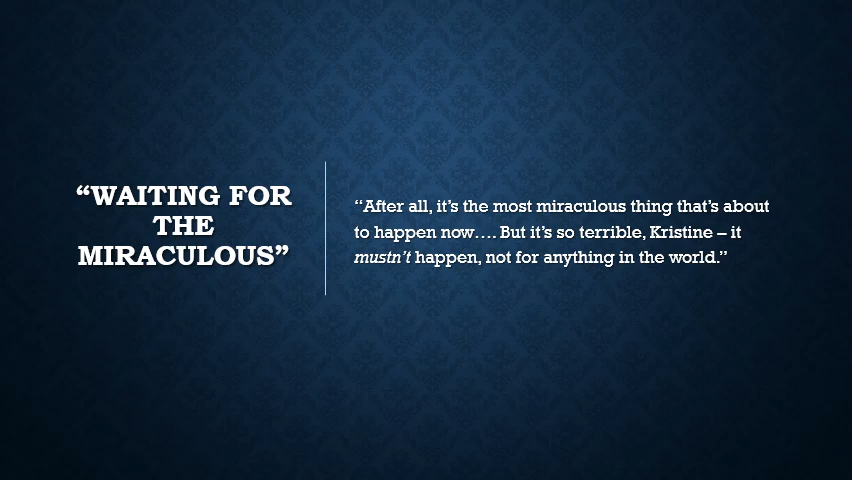 “WAITING FOR
THE
MIRACULOUS”
“After all, it’s the most miraculous thing that’s about
to happen now…. But it’s so terrible, Kristine – it
mustn’t happen, not for anything in the world.”